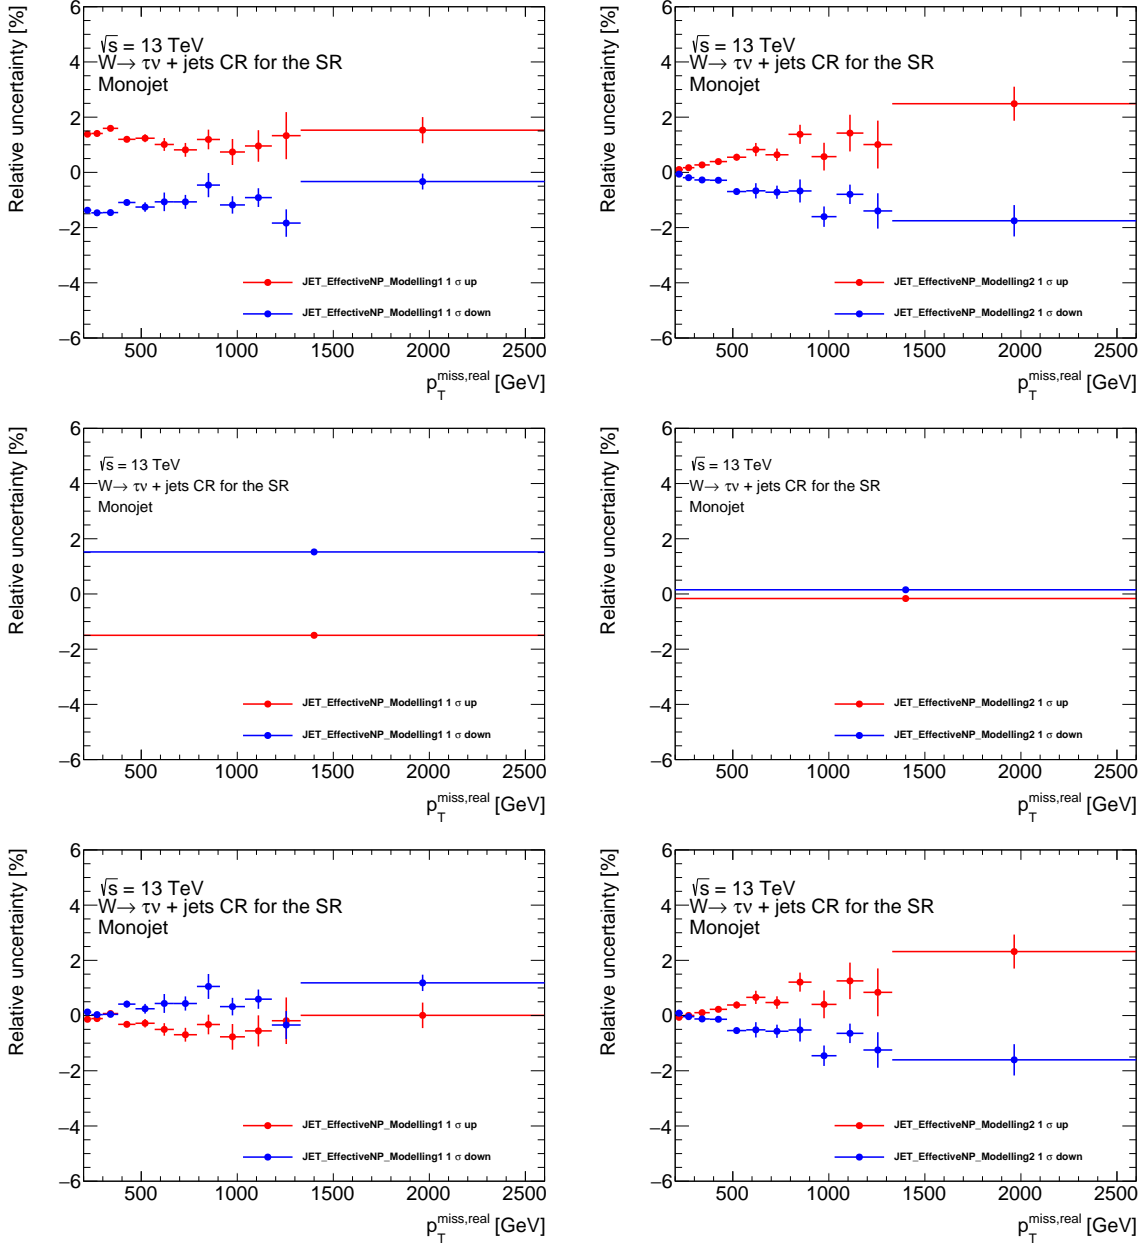 Relative uncertainty [%]
6
4
2
0
−2
−4
−6
√s = 13 TeV
W→ τν + jets CR for the SR
Monojet
JET_EffectiveNP_Modelling1 1 σ up
JET_EffectiveNP_Modelling1 1 σ down
500 1000 1500 2000 2500
p_T^miss,real [GeV]
Relative uncertainty [%]
6
4
2
0
−2
−4
−6
√s = 13 TeV
W→ τν + jets CR for the SR
Monojet
JET_EffectiveNP_Modelling2 1 σ up
JET_EffectiveNP_Modelling2 1 σ down
500 1000 1500 2000 2500
p_T^miss,real [GeV]
Relative uncertainty [%]
6
4
2
0
−2
−4
−6
√s = 13 TeV
W→ τν + jets CR for the SR
Monojet
JET_EffectiveNP_Modelling1 1 σ up
JET_EffectiveNP_Modelling1 1 σ down
500 1000 1500 2000 2500
p_T^miss,real [GeV]
Relative uncertainty [%]
6
4
2
0
−2
−4
−6
√s = 13 TeV
W→ τν + jets CR for the SR
Monojet
JET_EffectiveNP_Modelling2 1 σ up
JET_EffectiveNP_Modelling2 1 σ down
500 1000 1500 2000 2500
p_T^miss,real [GeV]
Relative uncertainty [%]
6
4
2
0
−2
−4
−6
√s = 13 TeV
W→ τν + jets CR for the SR
Monojet
JET_EffectiveNP_Modelling1 1 σ up
JET_EffectiveNP_Modelling1 1 σ down
500 1000 1500 2000 2500
p_T^miss,real [GeV]
Relative uncertainty [%]
6
4
2
0
−2
−4
−6
√s = 13 TeV
W→ τν + jets CR for the SR
Monojet
JET_EffectiveNP_Modelling2 1 σ up
JET_EffectiveNP_Modelling2 1 σ down
500 1000 1500 2000 2500
p_T^miss,real [GeV]